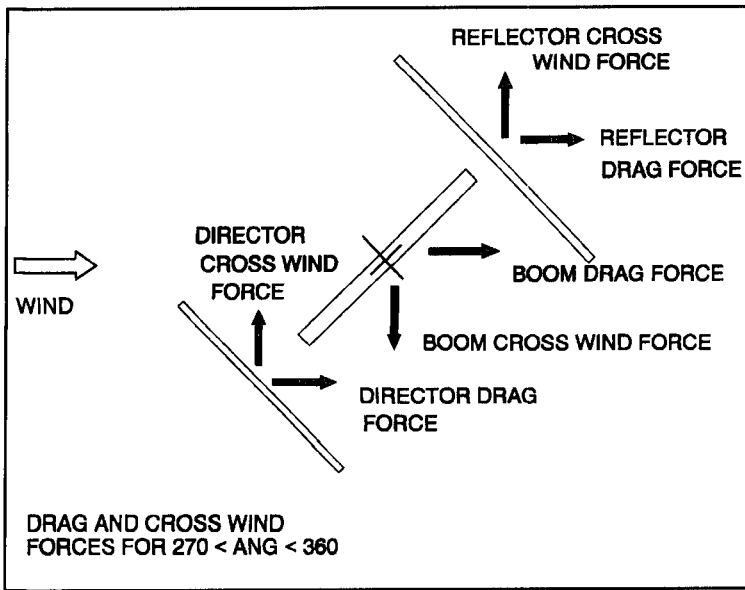 REFLECTOR CROSS
WIND FORCE
REFLECTOR
DRAG FORCE
DIRECTOR
CROSS WIND
FORCE
WIND
BOOM DRAG FORCE
BOOM CROSS WIND FORCE
DIRECTOR DRAG
FORCE
DRAG AND CROSS WIND
FORCES FOR 270 < ANG < 360